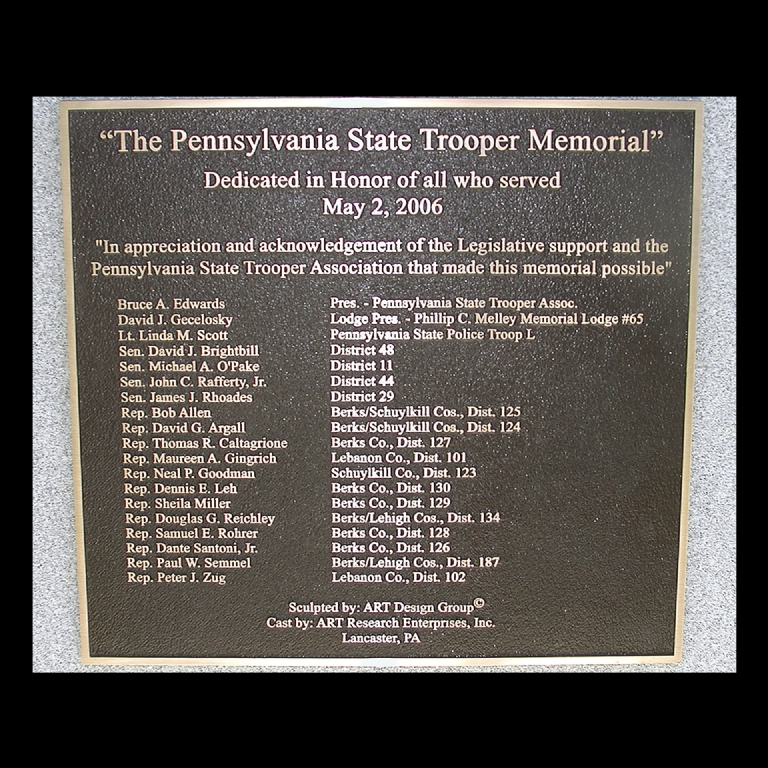 “The Pennsylvania State Trooper Memorial”
Dedicated in Honor of all who served
May 2, 2006
"In appreciation and acknowledgement of the Legislative support and the
Pennsylvania State Trooper Association that made this memorial possible"
Bruce A. Edwards Pres. - Pennsylvania State Trooper Assoc.
David J. Gecelosky Lodge Pres. - Phillip C. Melley Memorial Lodge #65
Lt. Linda M. Scott Pennsylvania State Police Troop L
Sen. David J. Brightbill District 48
Sen. Michael A. O'Pake District 11
Sen. John C. Rafferty, Jr. District 44
Sen. James J. Rhoades District 29
Rep. Bob Allen Berks/Schuylkill Cos., Dist. 125
Rep. David G. Argall Berks/Schuylkill Cos., Dist. 124
Rep. Thomas R. Caltagrione Berks Co., Dist. 127
Rep. Maureen A. Gingrich Lebanon Co., Dist. 101
Rep. Neal P. Goodman Schuylkill Co., Dist. 123
Rep. Dennis E. Leh Berks Co., Dist. 130
Rep. Sheila Miller Berks Co., Dist. 129
Rep. Douglas G. Reichley Berks/Lehigh Cos., Dist. 134
Rep. Samuel E. Rohrer Berks Co., Dist. 128
Rep. Dante Santoni, Jr. Berks Co., Dist. 126
Rep. Paul W. Semmel Berks/Lehigh Cos., Dist. 187
Rep. Peter J. Zug Lebanon Co., Dist. 102
Sculpted by: ART Design Group©
Cast by: ART Research Enterprises, Inc.
Lancaster, PA